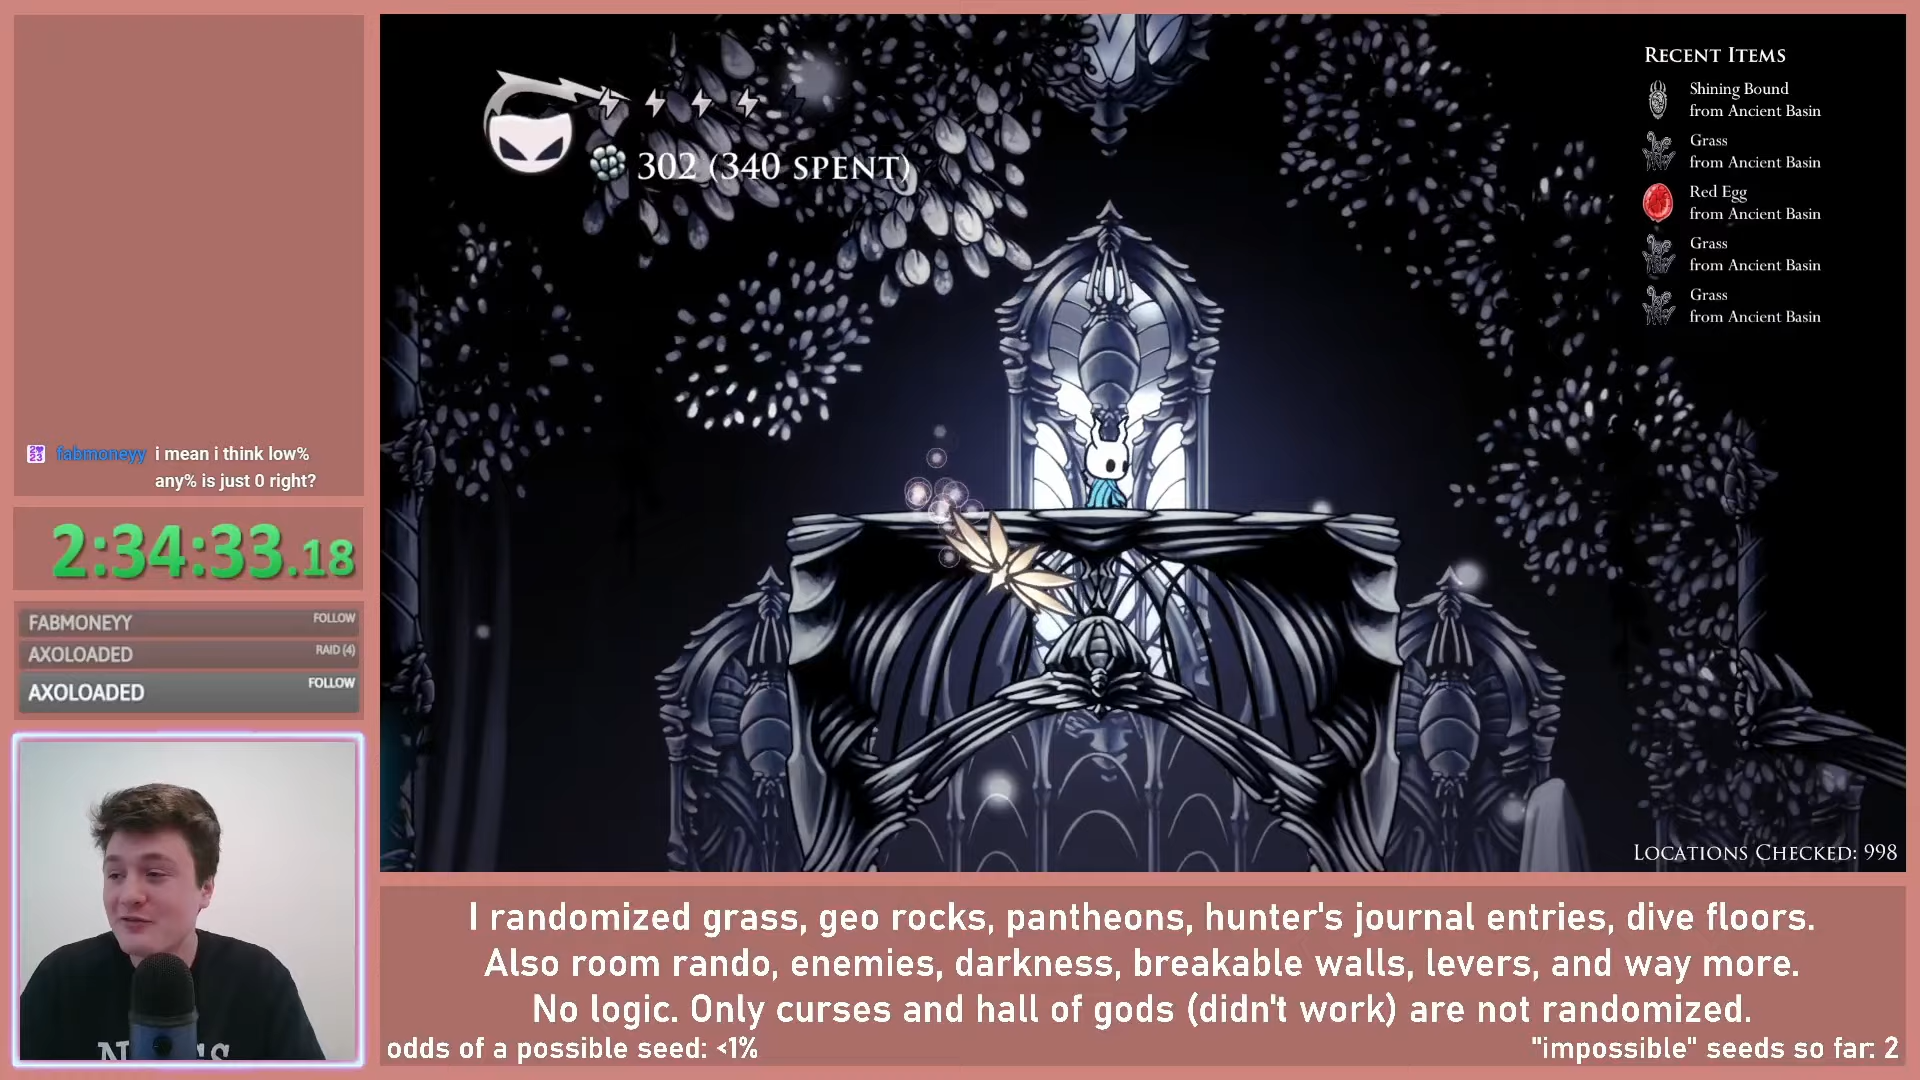 fabmoneyy i mean i think low%
any% is just 0 right?
2:34:33.18
FABMONEYY FOLLOW
AXOLOADED RAID (4)
AXOLOADED FOLLOW
302 (340 SPENT)
RECENT ITEMS
Shining Bound
from Ancient Basin
Grass
from Ancient Basin
Red Egg
from Ancient Basin
Grass
from Ancient Basin
Grass
from Ancient Basin
LOCATIONS CHECKED: 998
I randomized grass, geo rocks, pantheons, hunter's journal entries, dive floors.
Also room rando, enemies, darkness, breakable walls, levers, and way more.
No logic. Only curses and hall of gods (didn't work) are not randomized.
odds of a possible seed: <1%
"impossible" seeds so far: 2